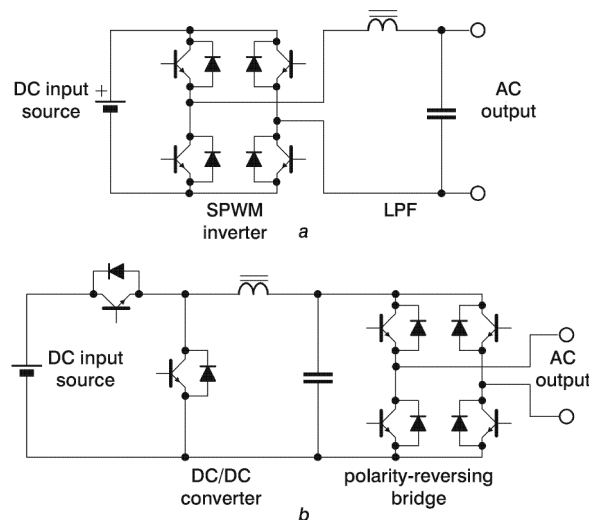 DC input +
source
AC
output
SPWM
inverter
LPF
a
DC input
source
AC
output
DC/DC
converter
polarity-reversing
bridge
b